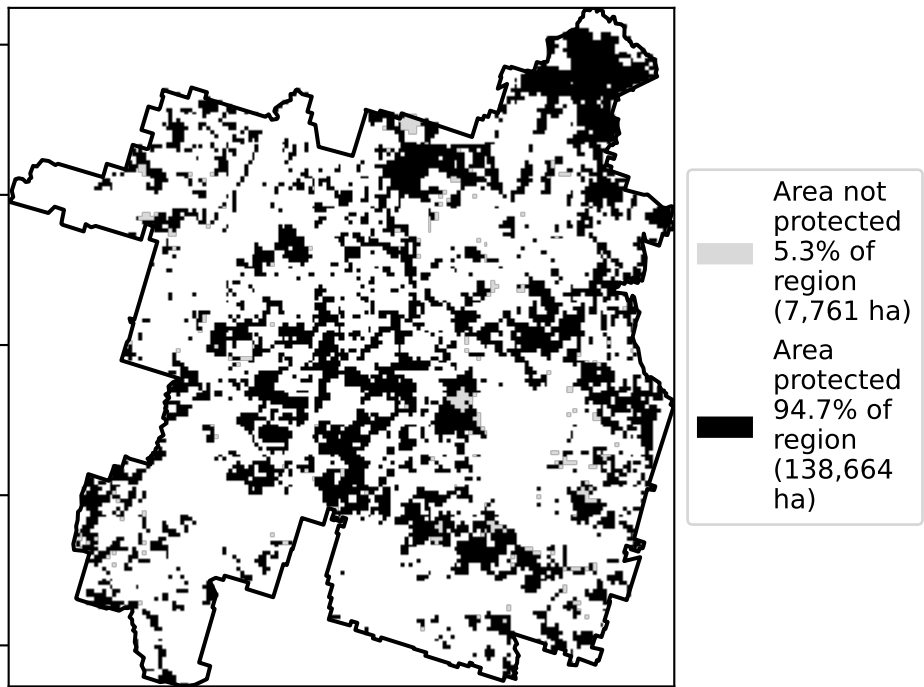 Area not
protected
5.3% of
region
(7,761 ha)
Area
protected
94.7% of
region
(138,664
ha)